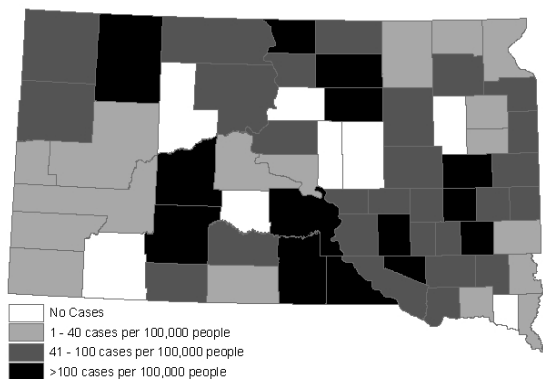 No Cases
1 - 40 cases per 100,000 people
41 - 100 cases per 100,000 people
>100 cases per 100,000 people